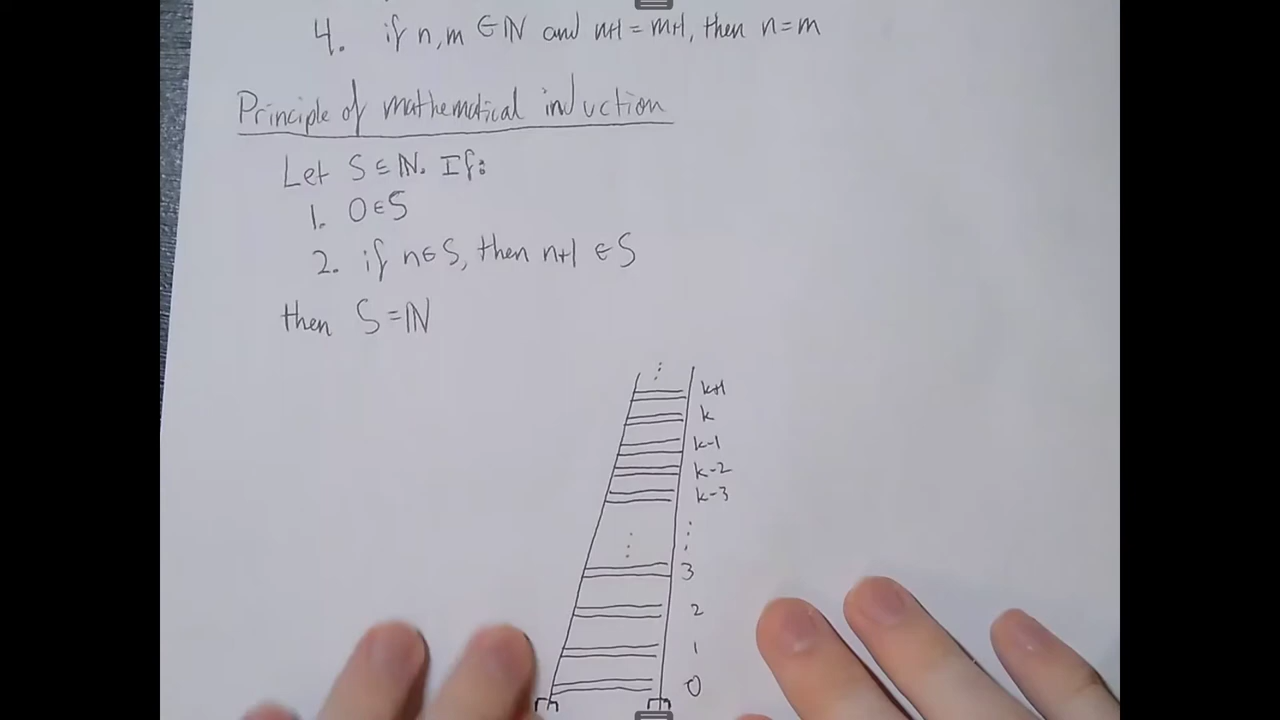 4. if n, m ∈ ℕ and n+1 = m+1, then n = m
Principle of mathematical induction
Let S ⊆ ℕ. If:
1. 0 ∈ S
2. if n ∈ S, then n+1 ∈ S
then S = ℕ
⋮
k+1
k
k-1
k-2
k-3
⋮ ⋮
3
2
1
0